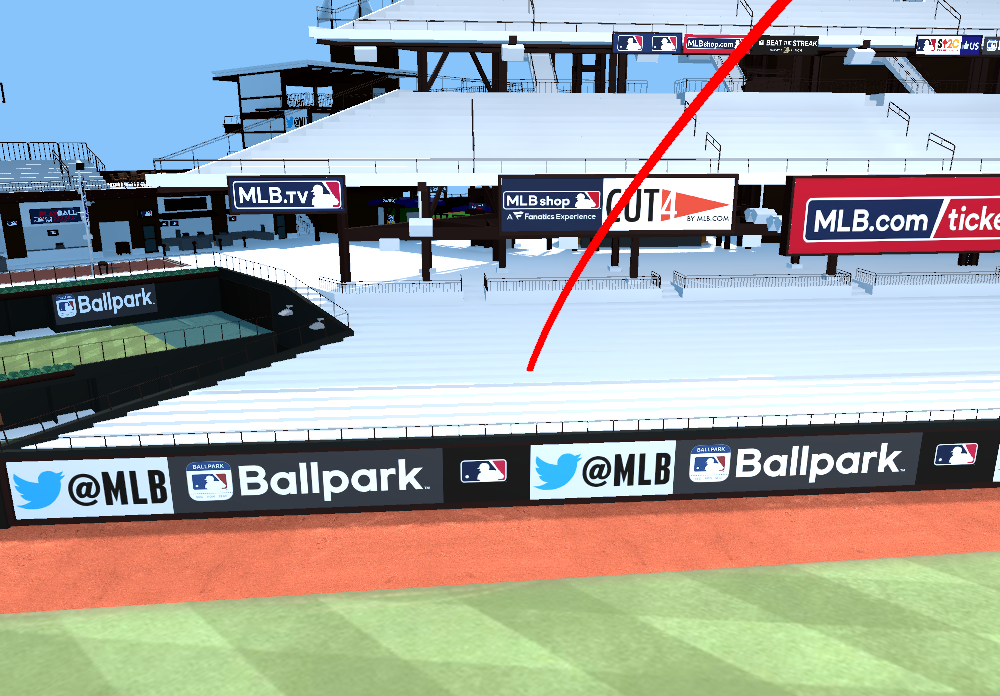 MLBshop.com
BEAT THE STREAK
@M
MLB.TV
MLB shop
A Fanatics Experience
CUT4
BY MLB.COM
MLB.com/ticke
BALL
Ballpark
@MLB
BALLPARK
Ballpark
@MLB
BALLPARK
Ballpark